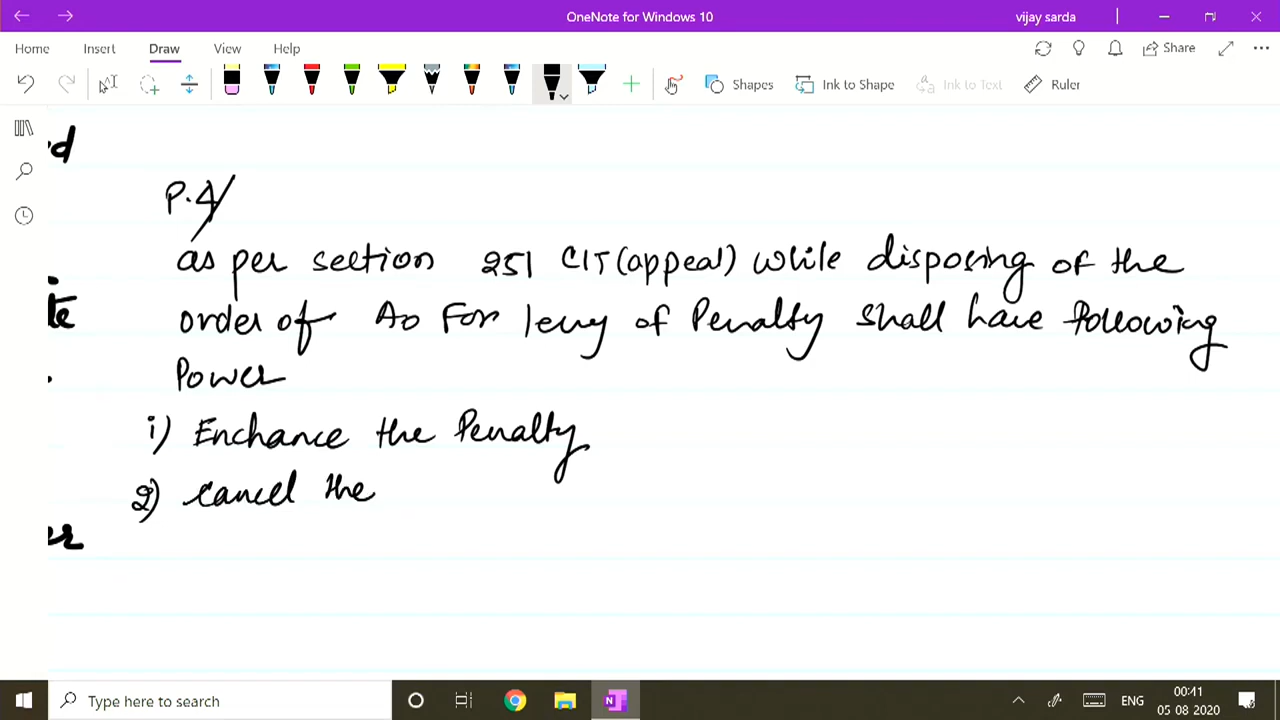 OneNote for Windows 10
vijay sarda
Home Insert Draw View Help
Share
Shapes Ink to Shape Ink to Text Ruler
P.4/
as per section 251 CIT (appeal) while disposing of the
order of AO For levy of Penalty shall have following
Power
i) Enchance the Penalty
2) cancel the
Type here to search
ENG
00:41
05-08-2020